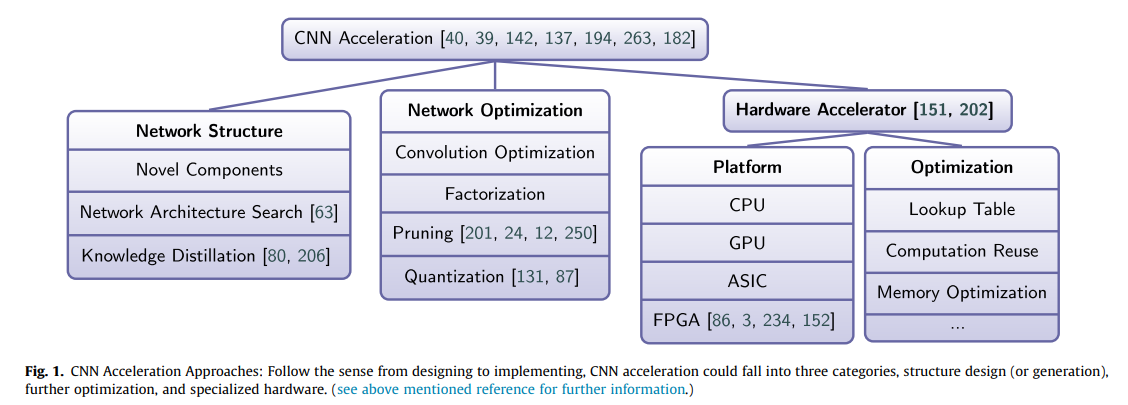 CNN Acceleration [40, 39, 142, 137, 194, 263, 182]
Network Structure
Novel Components
Network Architecture Search [63]
Knowledge Distillation [80, 206]
Network Optimization
Convolution Optimization
Factorization
Pruning [201, 24, 12, 250]
Quantization [131, 87]
Hardware Accelerator [151, 202]
Platform
CPU
GPU
ASIC
FPGA [86, 3, 234, 152]
Optimization
Lookup Table
Computation Reuse
Memory Optimization
...
Fig. 1. CNN Acceleration Approaches: Follow the sense from designing to implementing, CNN acceleration could fall into three categories, structure design (or generation),
further optimization, and specialized hardware. (see above mentioned reference for further information.)